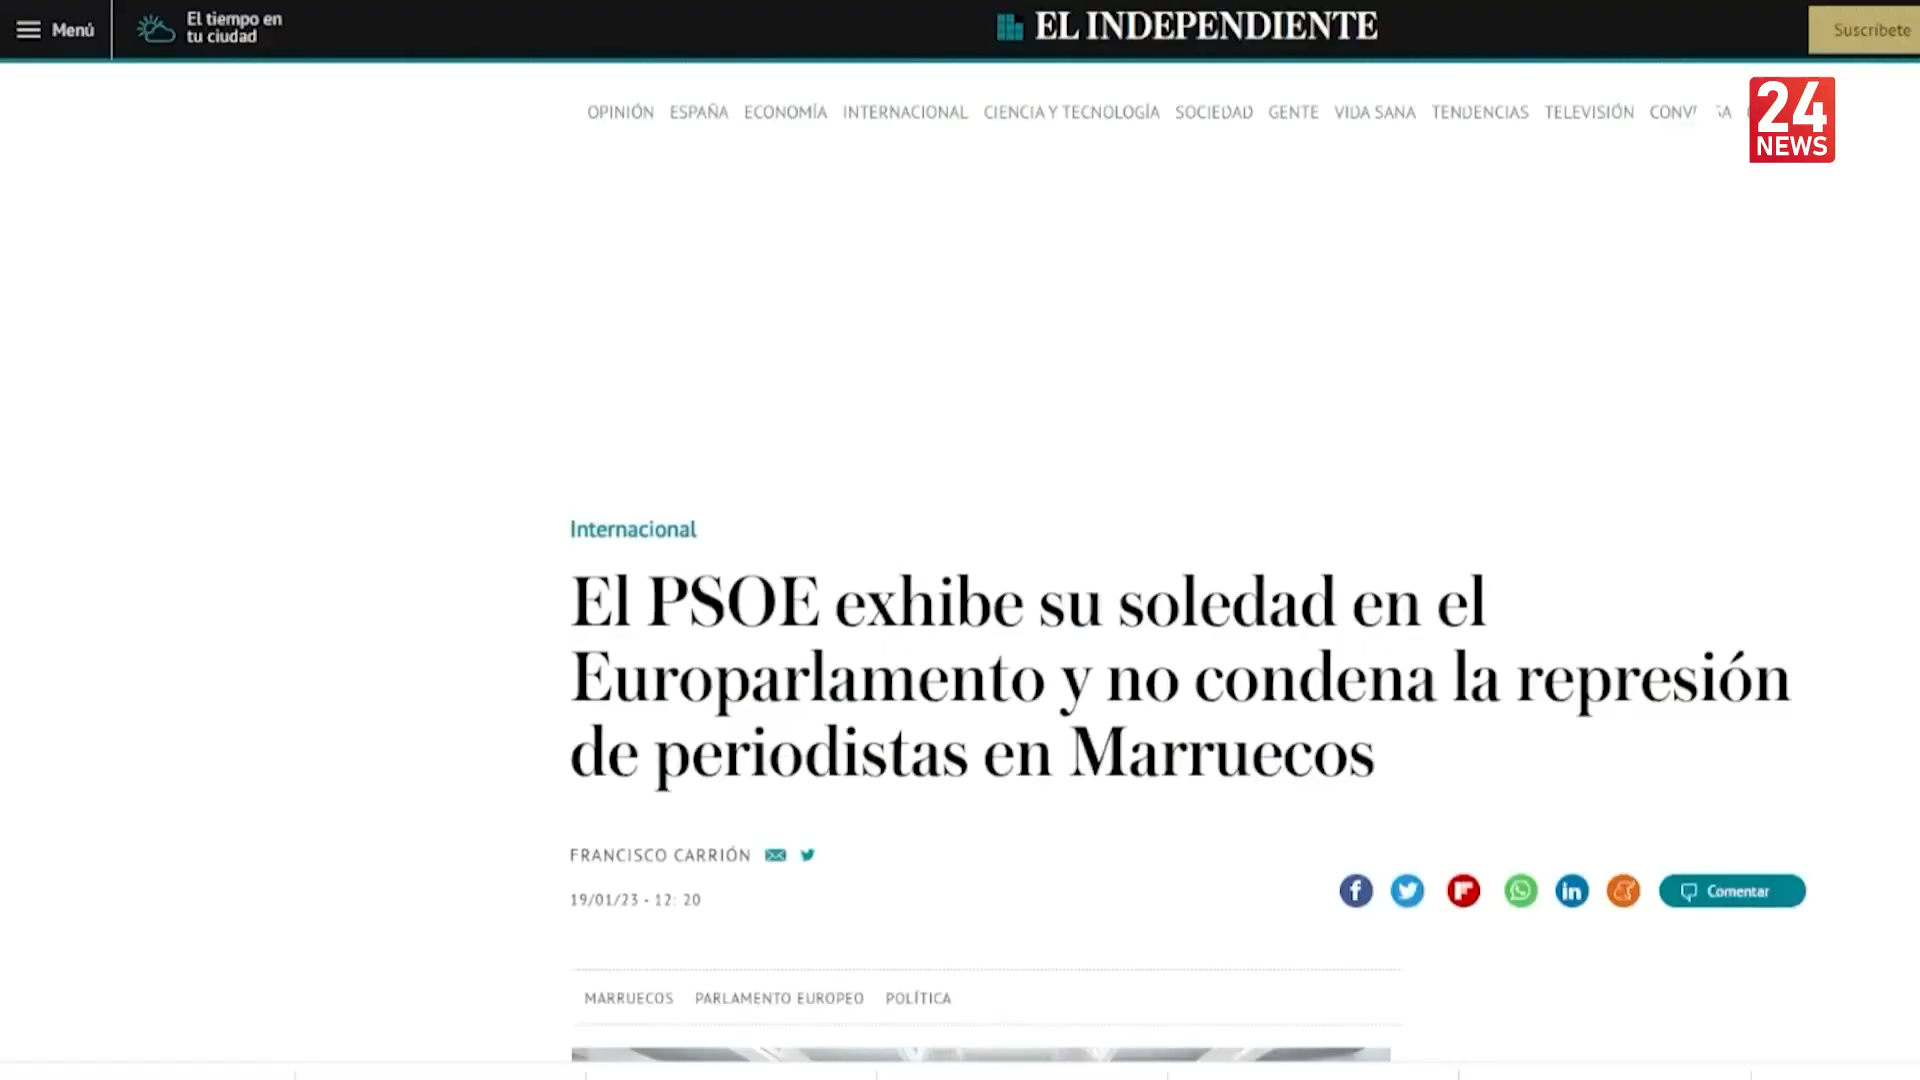 Menú
El tiempo en
tu ciudad
EL INDEPENDIENTE
Suscríbete
24
NEWS
OPINIÓN ESPAÑA ECONOMÍA INTERNACIONAL CIENCIA Y TECNOLOGÍA SOCIEDAD GENTE VIDA SANA TENDENCIAS TELEVISIÓN
Internacional
El PSOE exhibe su soledad en el
Europarlamento y no condena la represión
de periodistas en Marruecos
FRANCISCO CARRIÓN
19/01/23 - 12: 20
Comentar
MARRUECOS PARLAMENTO EUROPEO POLÍTICA